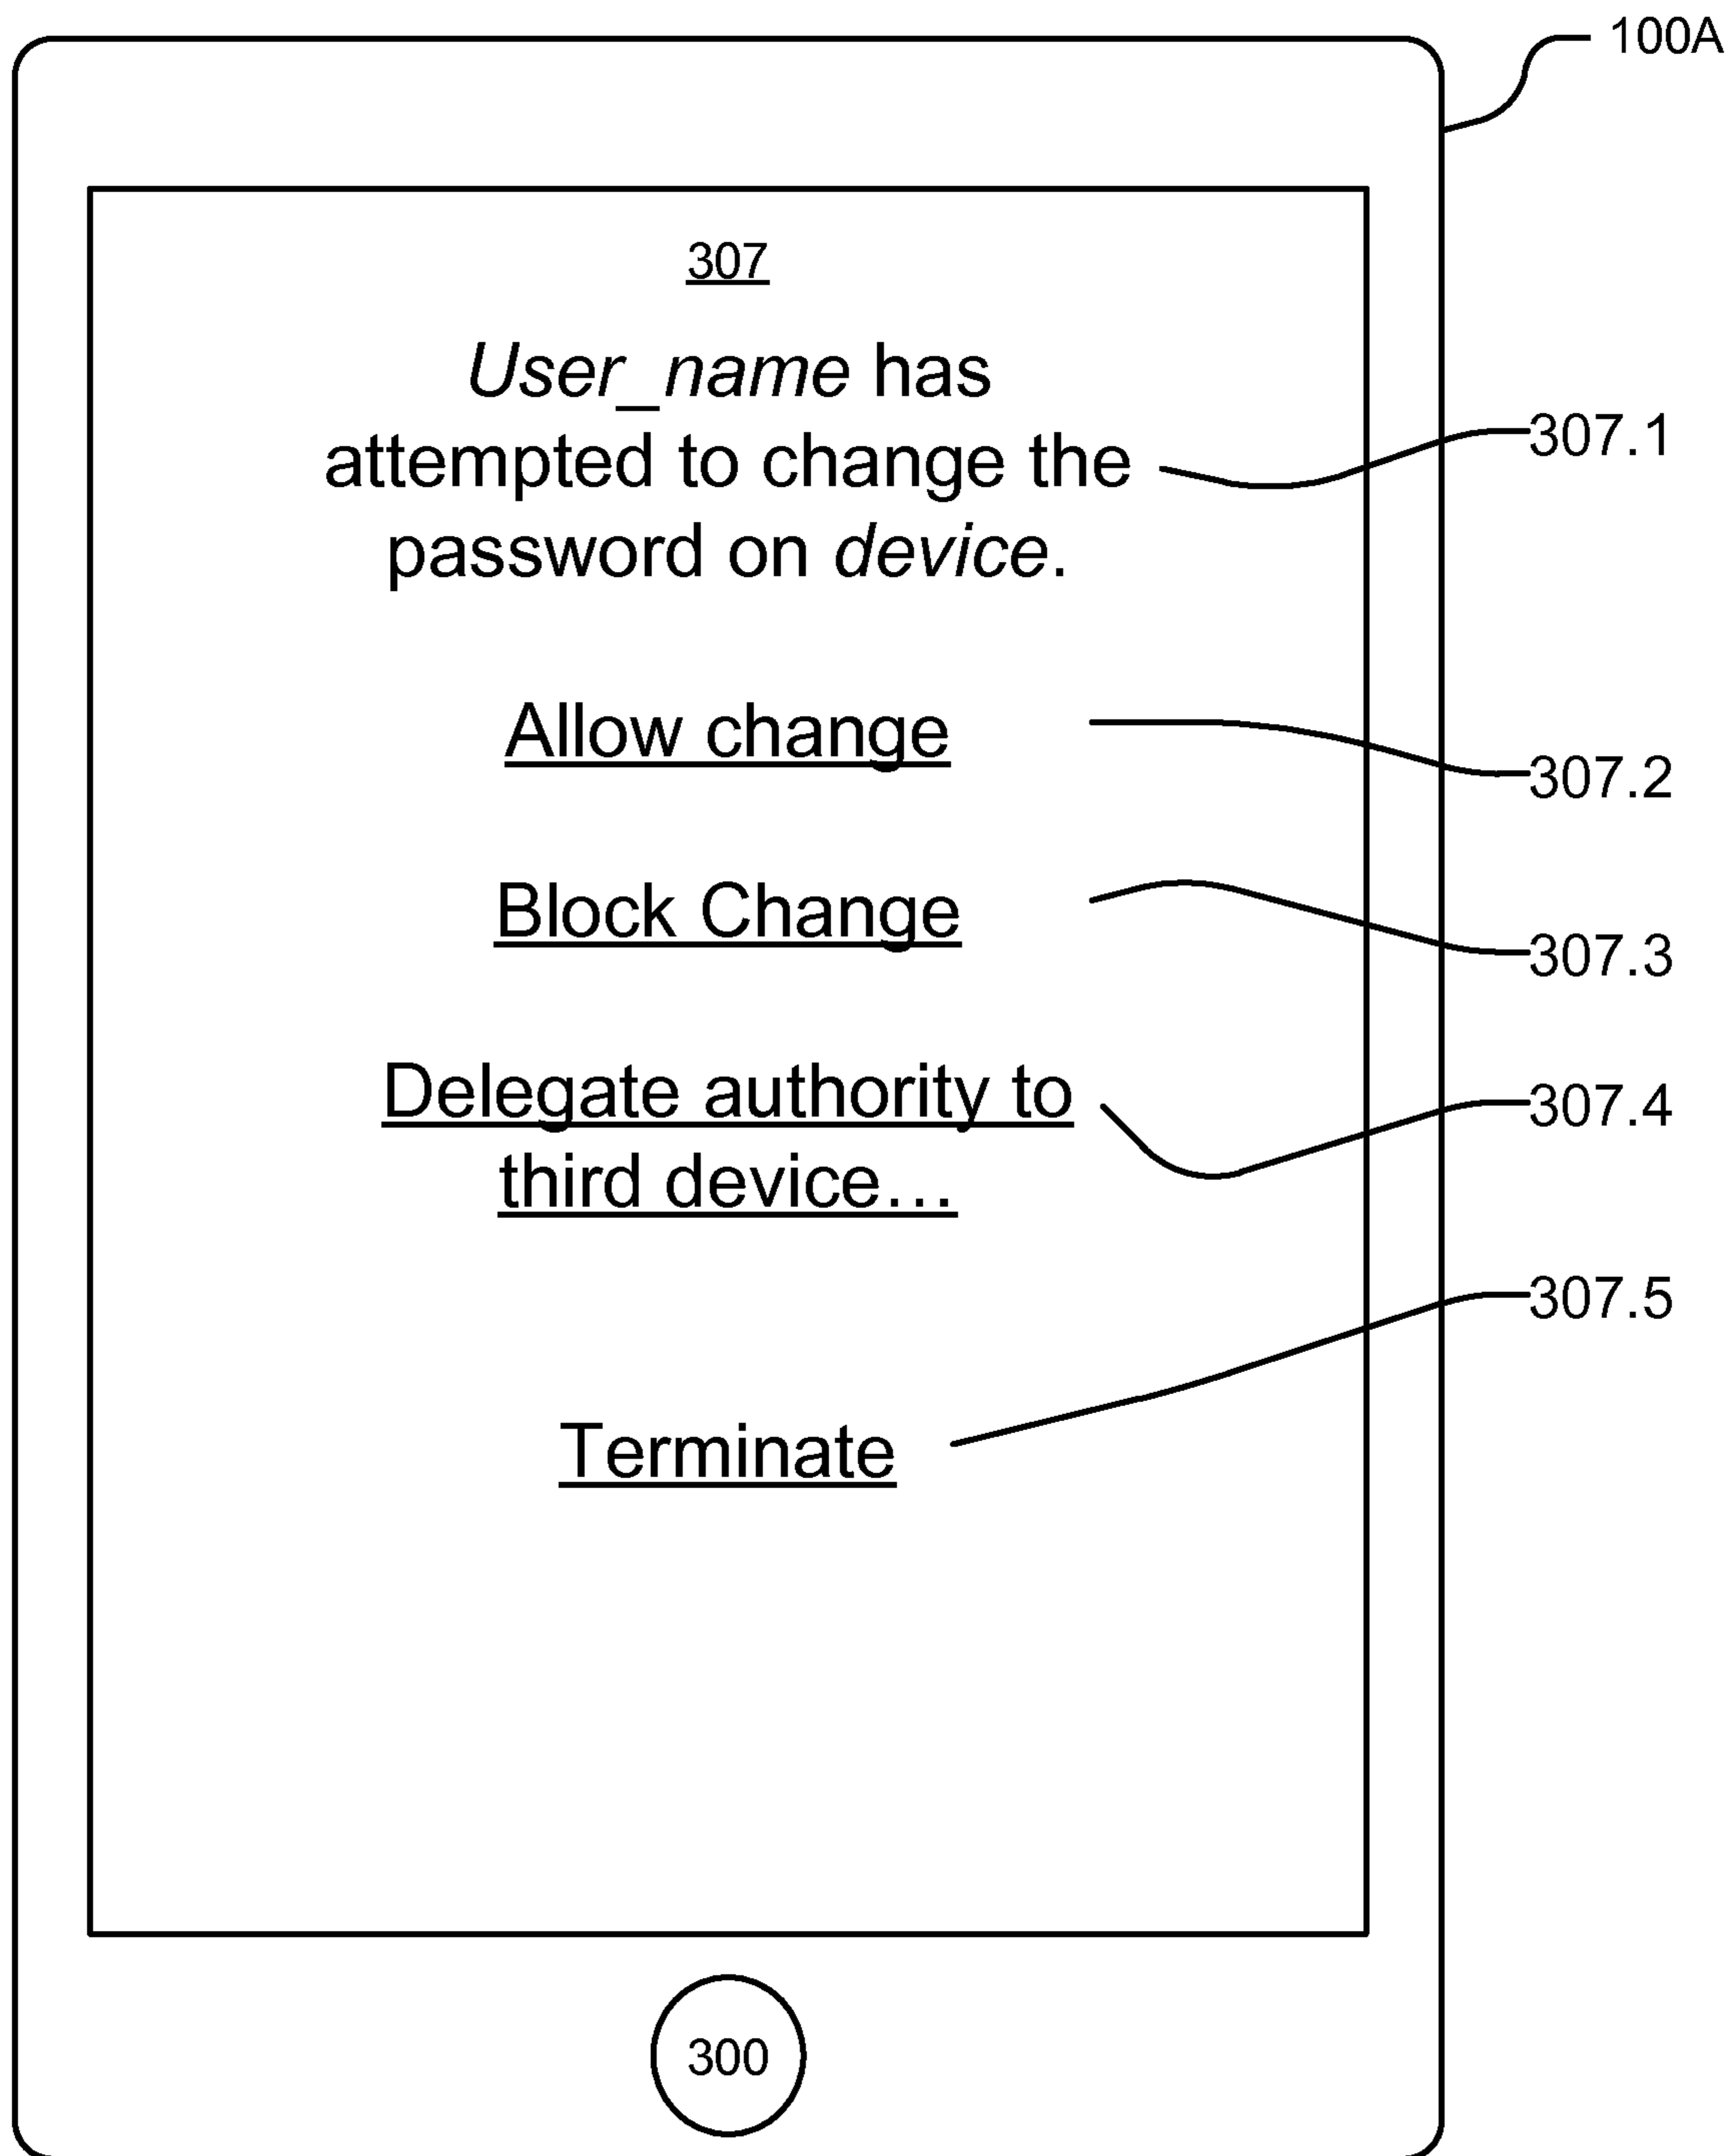 100A
307
User_name has
attempted to change the
307.1
password on device.
Allow change
307.2
Block Change
307.3
Delegate authority to
307.4
third device...
307.5
Terminate
300